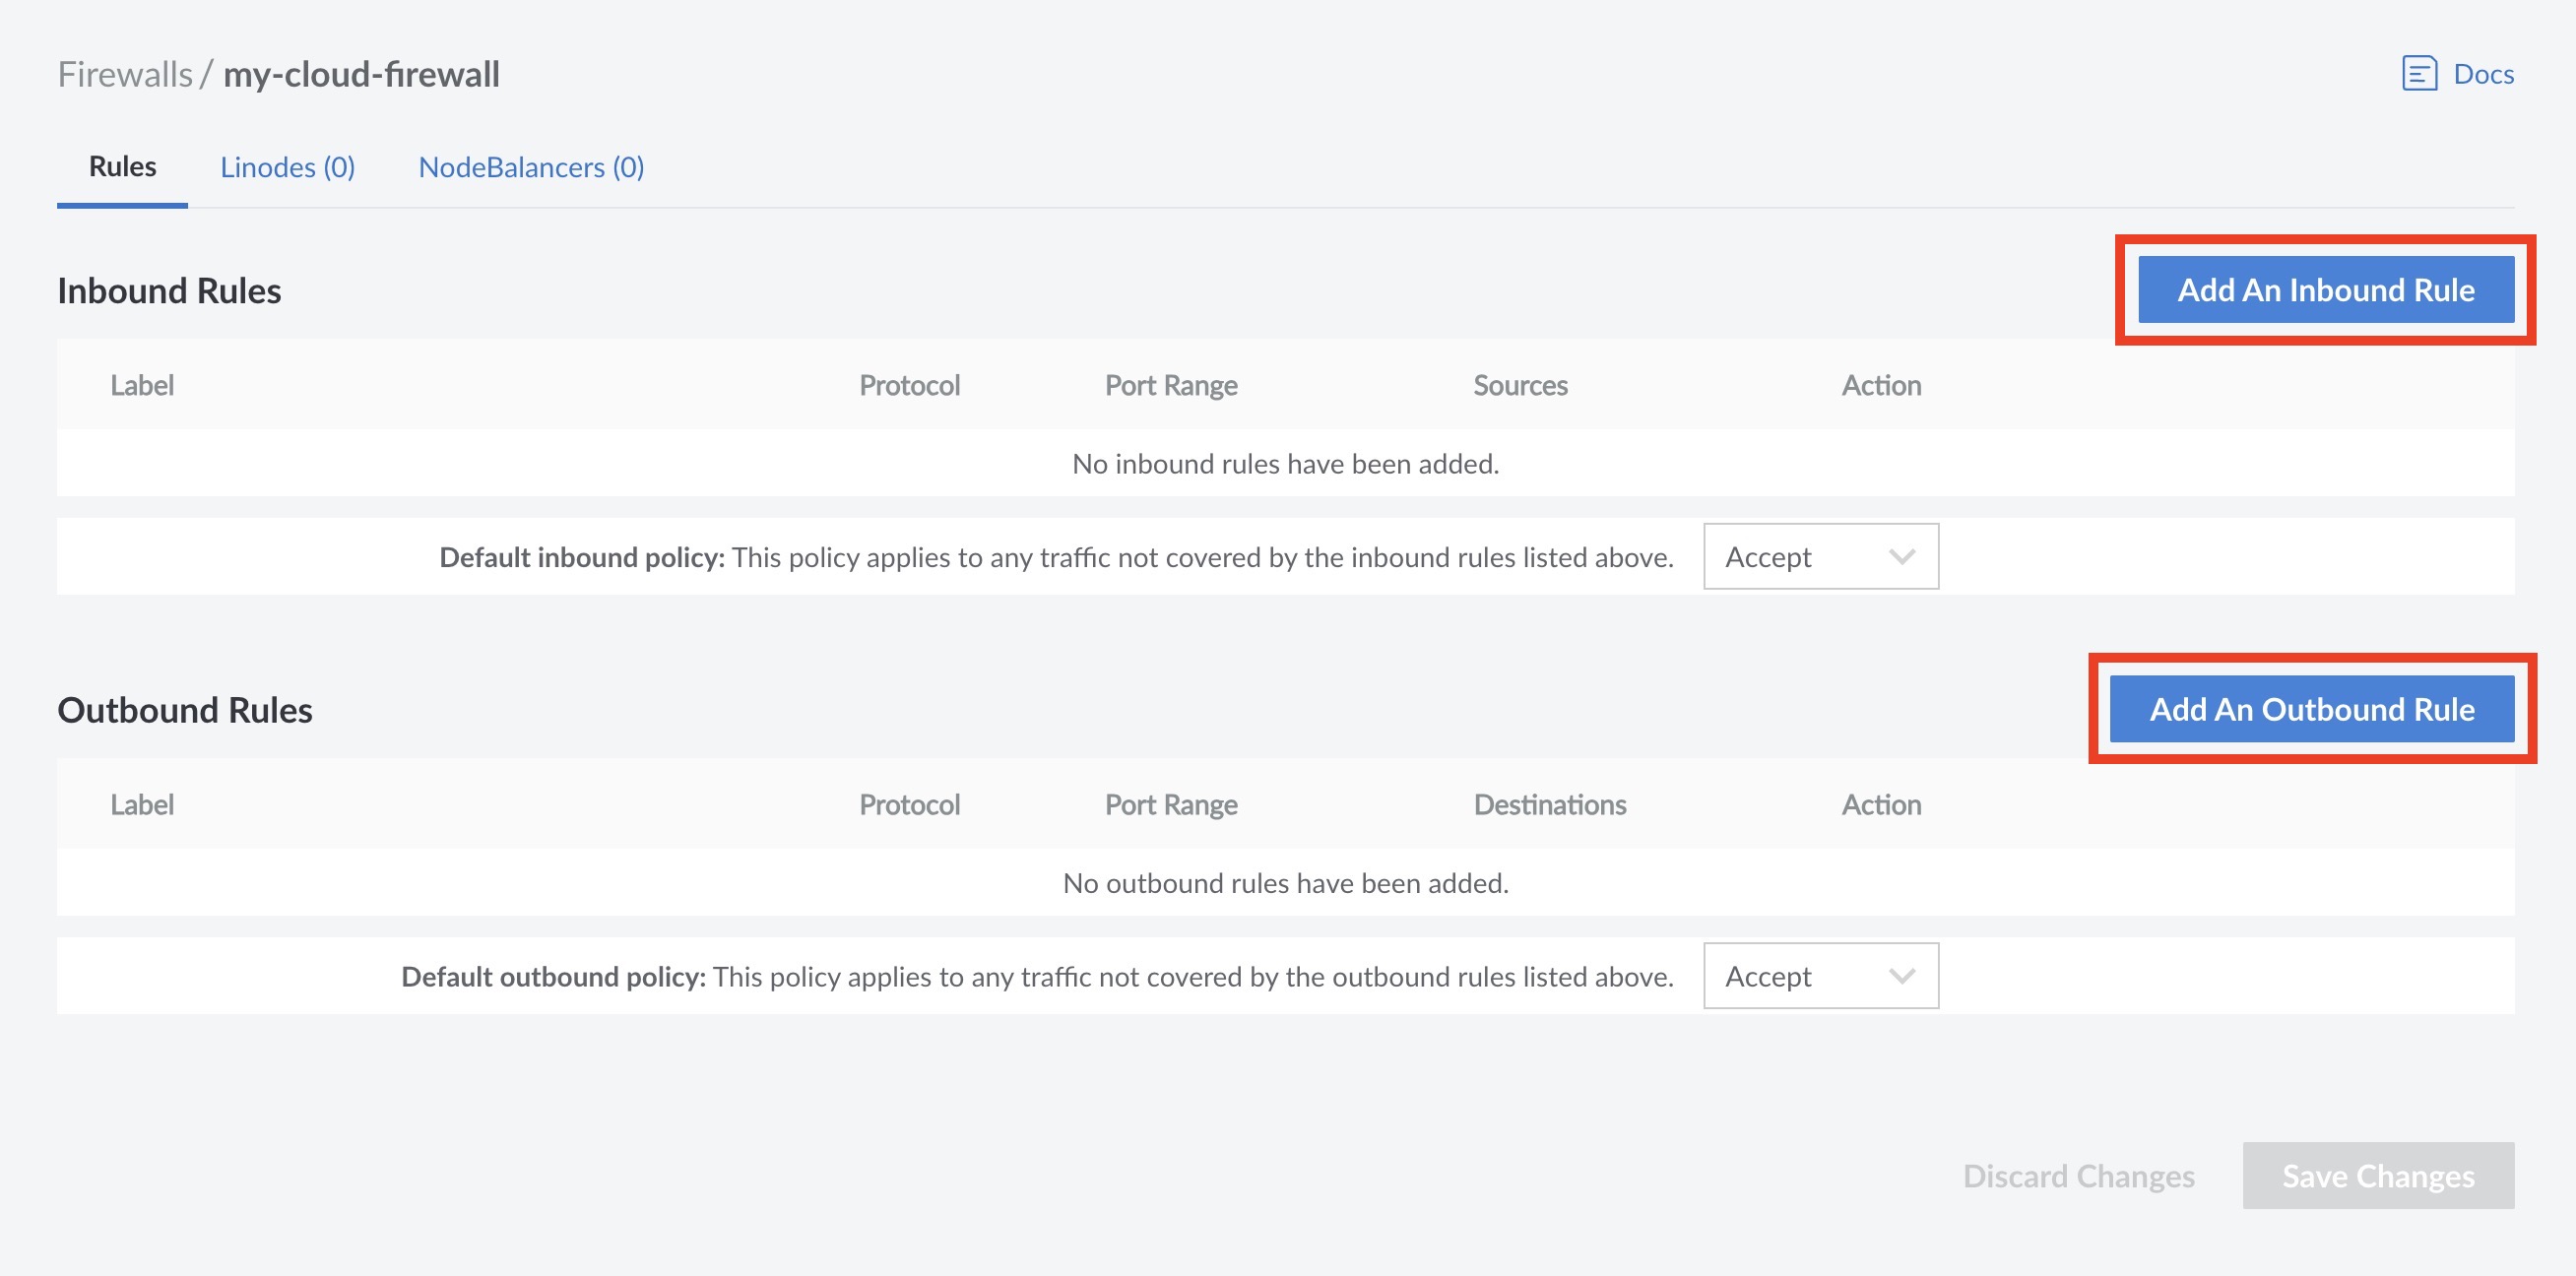 Firewalls / my-cloud-firewall
Docs
Rules Linodes (0) NodeBalancers (0)
Inbound Rules
Add An Inbound Rule
Label Protocol Port Range Sources Action
No inbound rules have been added.
Default inbound policy: This policy applies to any traffic not covered by the inbound rules listed above. Accept
Outbound Rules
Add An Outbound Rule
Label Protocol Port Range Destinations Action
No outbound rules have been added.
Default outbound policy: This policy applies to any traffic not covered by the outbound rules listed above. Accept
Discard Changes Save Changes